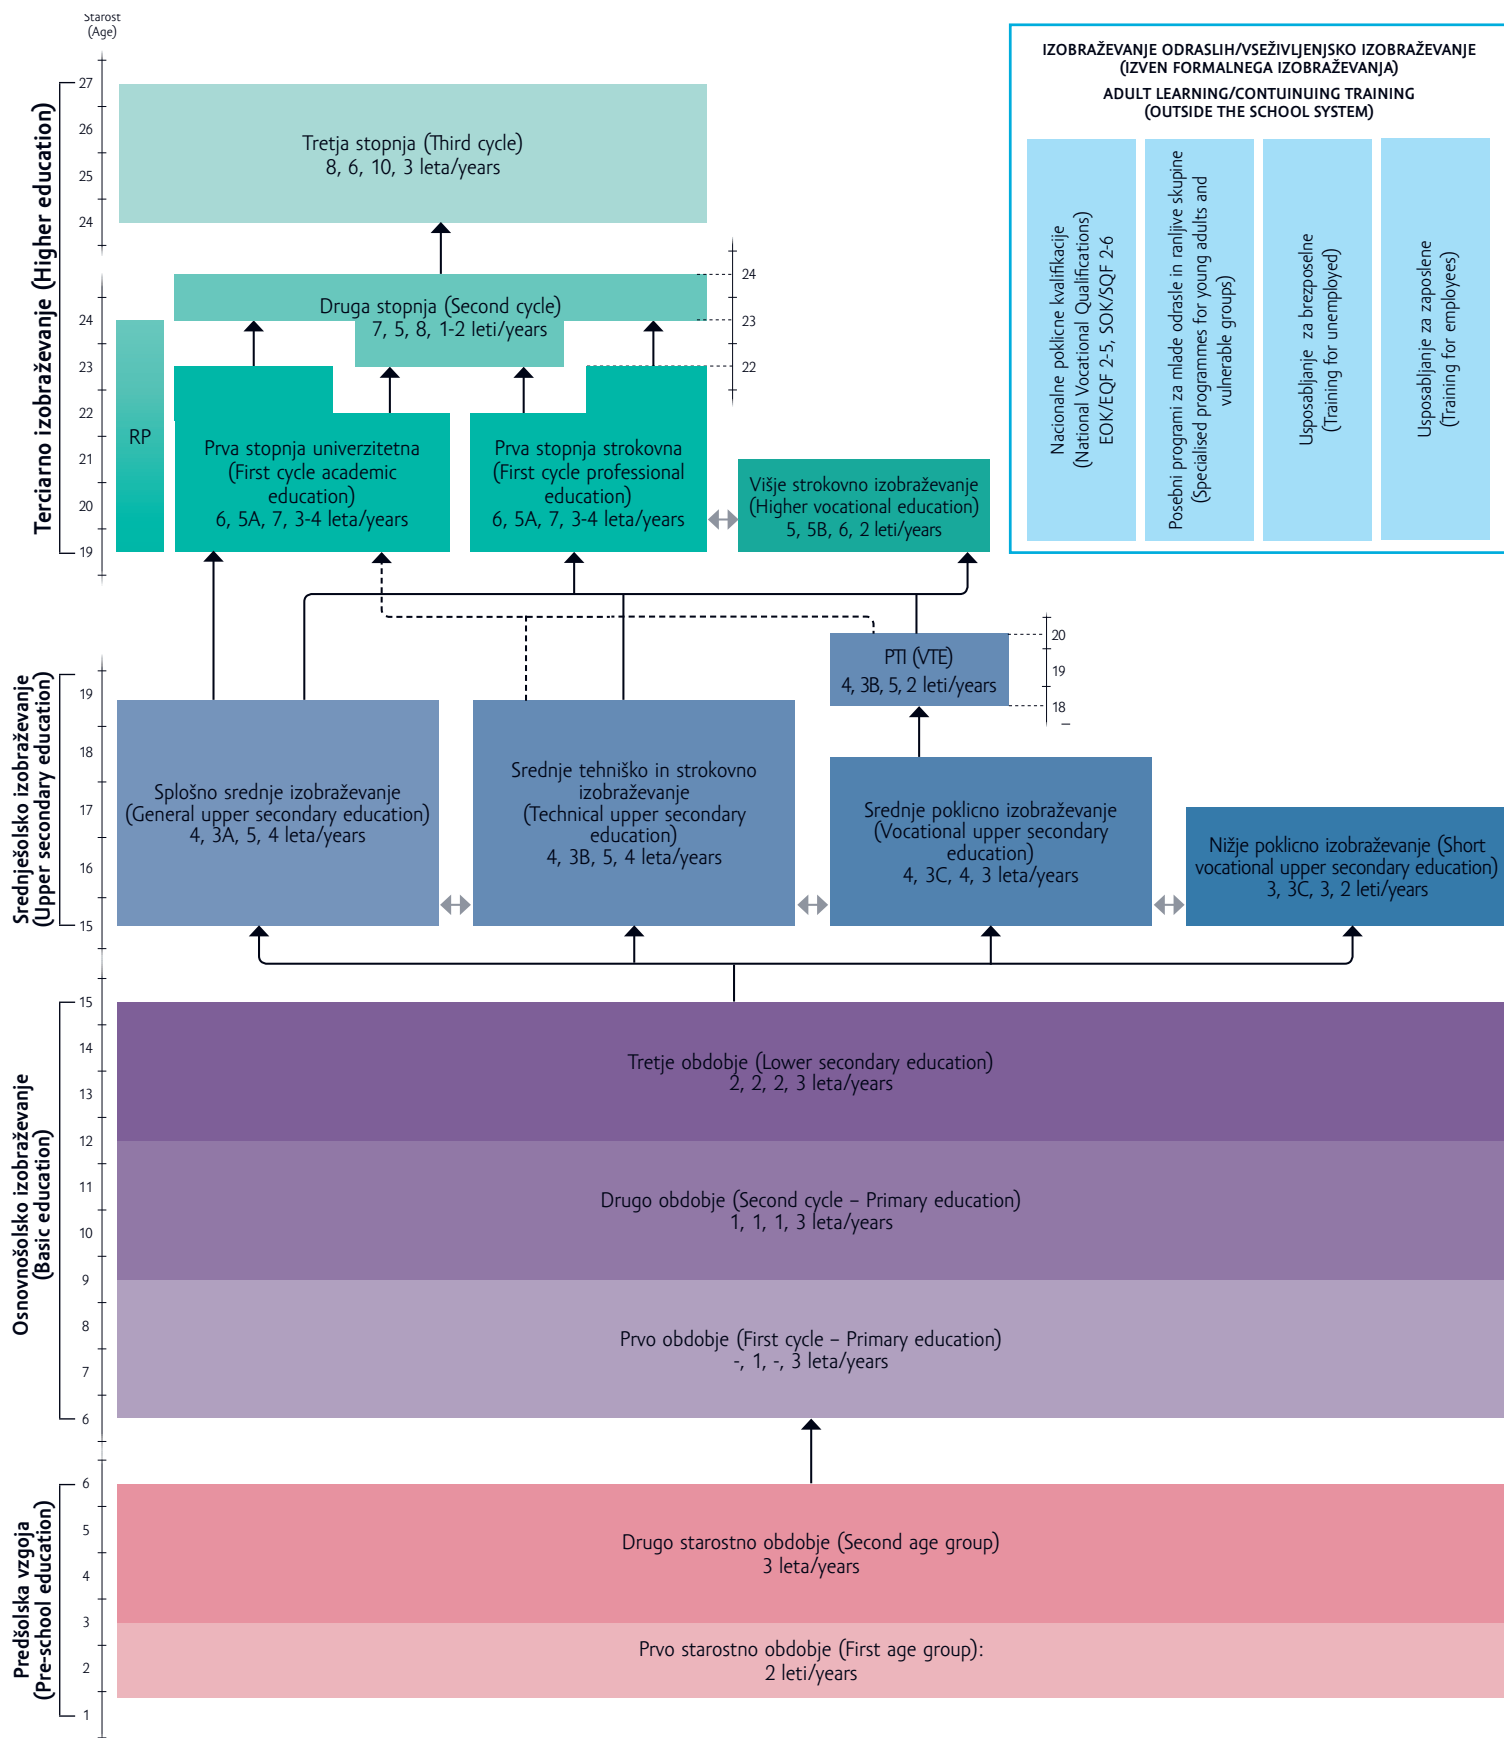 Starost
(Age)
Terciarno izobraževanje (Higher education)
27
26
25
24
24
23
22
21
20
19
Tretja stopnja (Third cycle)
8, 6, 10, 3 leta/years
Druga stopnja (Second cycle)
7, 5, 8, 1-2 leti/years
24
23
22
RP
Prva stopnja univerzitetna
(First cycle academic
education)
6, 5A, 7, 3-4 leta/years
Prva stopnja strokovna
(First cycle professional
education)
6, 5A, 7, 3-4 leta/years
Višje strokovno izobraževanje
(Higher vocational education)
5, 5B, 6, 2 leti/years
IZOBRAŽEVANJE ODRASLIH/VSEŽIVLJENJSKO IZOBRAŽEVANJE
(IZVEN FORMALNEGA IZOBRAŽEVANJA)
ADULT LEARNING/CONTUINUING TRAINING
(OUTSIDE THE SCHOOL SYSTEM)
Nacionalne poklicne kvalifikacije
(National Vocational Qualifications)
EOK/EQF 2-5, SOK/SQF 2-6
Posebni programi za mlade odrasle in ranljive skupine
(Specialised programmes for young adults and
vulnerable groups)
Usposabljanje za brezposelne
(Training for unemployed)
Usposabljanje za zaposlene
(Training for employees)
Srednješolsko izobraževanje
(Upper secondary education)
19
18
17
16
15
PTI (VTE)
4, 3B, 5, 2 leti/years
20
19
18
Splošno srednje izobraževanje
(General upper secondary education)
4, 3A, 5, 4 leta/years
Srednje tehniško in strokovno
izobraževanje
(Technical upper secondary
education)
4, 3B, 5, 4 leta/years
Srednje poklicno izobraževanje
(Vocational upper secondary
education)
4, 3C, 4, 3 leta/years
Nižje poklicno izobraževanje (Short
vocational upper secondary education)
3, 3C, 3, 2 leti/years
Osnovnošolsko izobraževanje
(Basic education)
15
14
13
12
11
10
9
8
7
6
Tretje obdobje (Lower secondary education)
2, 2, 2, 3 leta/years
Drugo obdobje (Second cycle – Primary education)
1, 1, 1, 3 leta/years
Prvo obdobje (First cycle – Primary education)
-, 1, -, 3 leta/years
Predšolska vzgoja
(Pre-school education)
6
5
4
3
2
1
Drugo starostno obdobje (Second age group)
3 leta/years
Prvo starostno obdobje (First age group):
2 leti/years